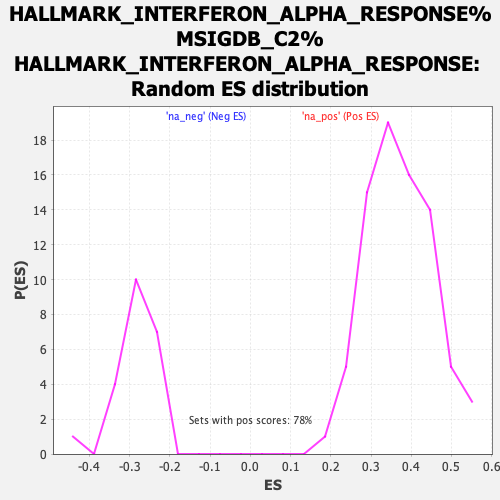 HALLMARK_INTERFERON_ALPHA_RESPONSE%
MSIGDB_C2%
HALLMARK_INTERFERON_ALPHA_RESPONSE:
Random ES distribution
'na_neg' (Neg ES)
'na_pos' (Pos ES)
18
16
14
12
10
8
6
4
2
0
P(ES)
Sets with pos scores: 78%
-0.4 -0.3 -0.2 -0.1 0.0 0.1 0.2 0.3 0.4 0.5 0.6
ES